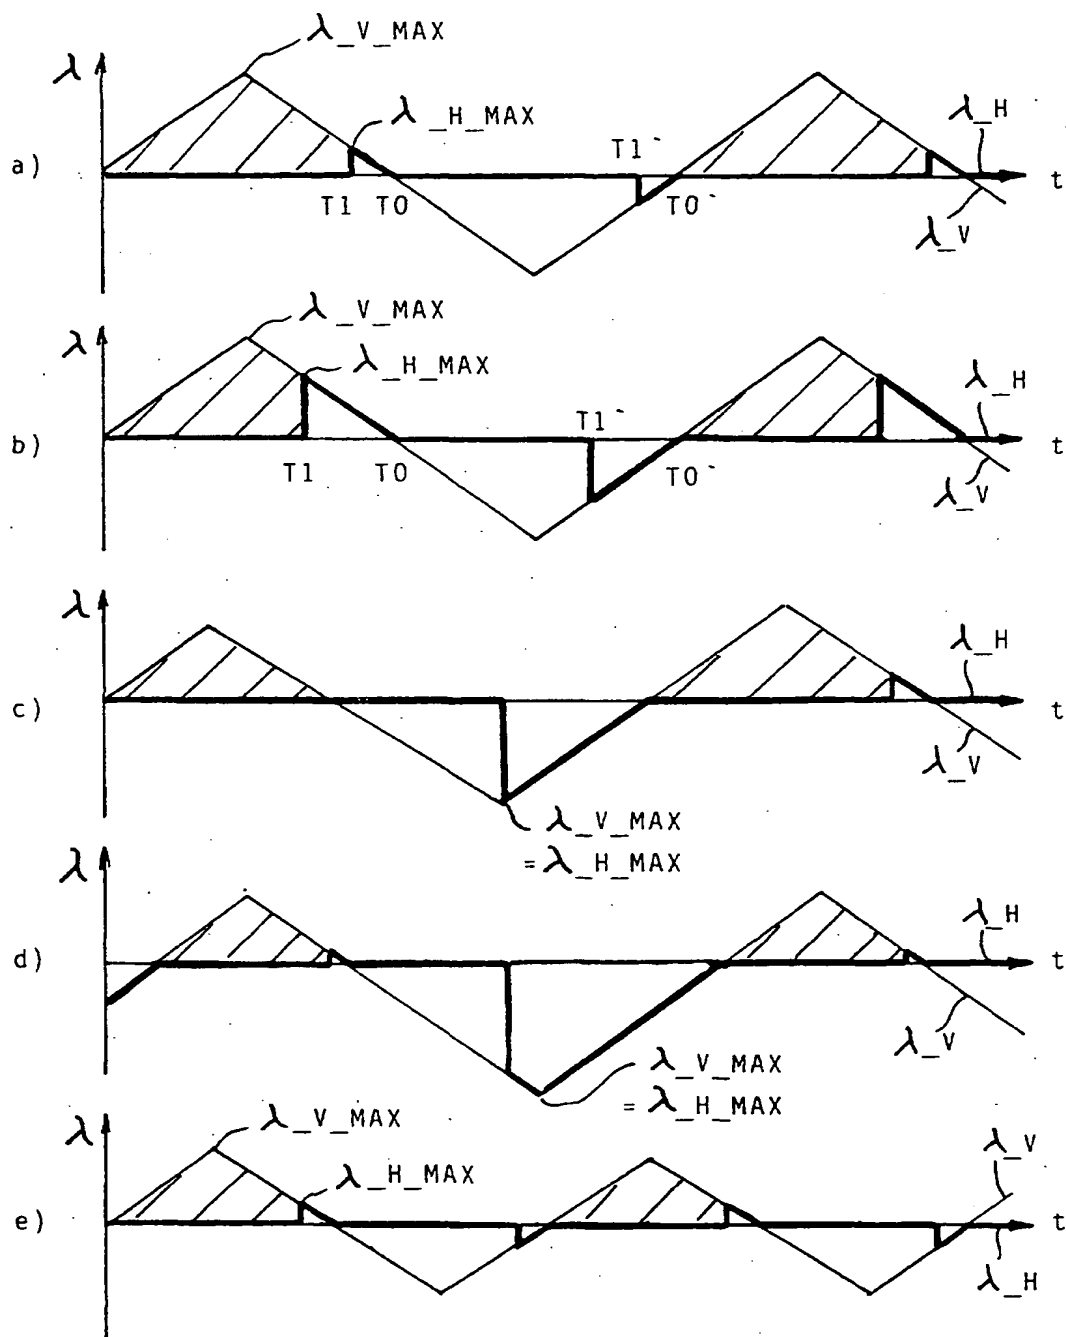 λ_V_MAX
λ
λ_H_MAX
λ_H
a)
T1`
t
T1 T0
T0`
λ_V
λ_V_MAX
λ
λ_H_MAX
λ_H
T1`
b)
t
T1
T0
T0`
λ_V
λ
λ_H
c)
t
λ_V
λ_V_MAX
= λ_H_MAX
λ
λ_H
d)
t
λ_V
λ_V_MAX
= λ_H_MAX
λ_V_MAX
λ
λ_V
λ_H_MAX
e)
t
λ_H